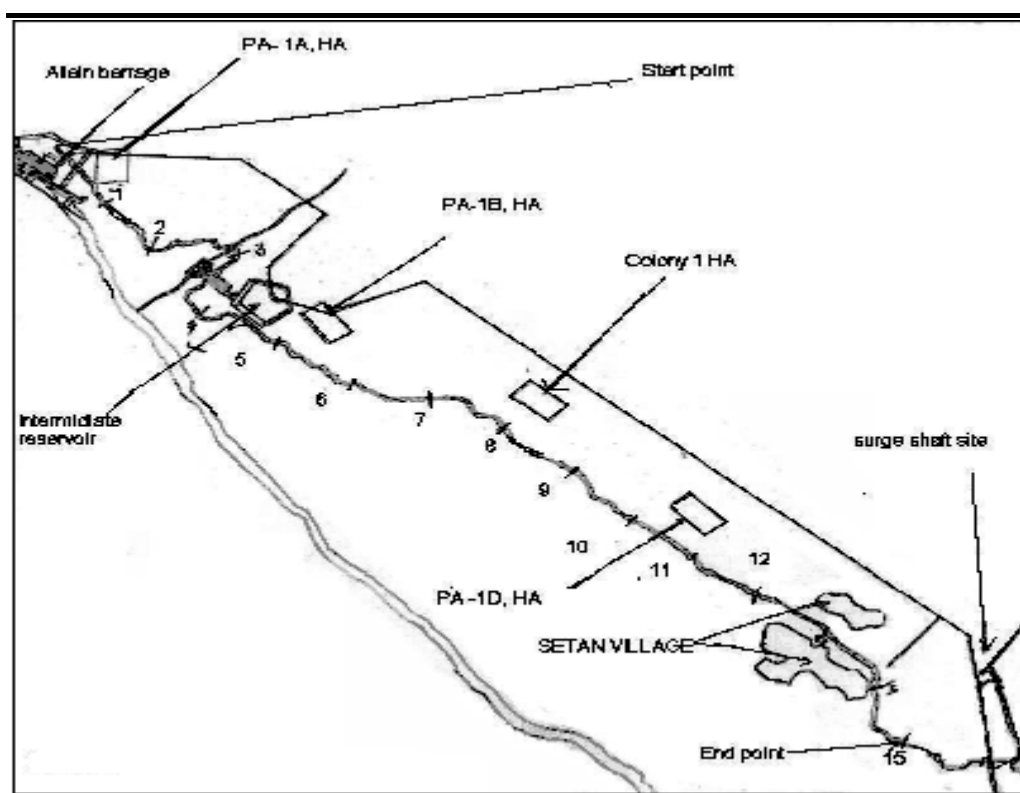 PA- 1A, HA
Allain barrage
Start point
1
2
3
PA-1B, HA
Colony 1 HA
5
6
7
Intermidiate
reservoir
8
surge shaft site
9
10
11
12
PA -1D, HA
SETAN VILLAGE
End point
15